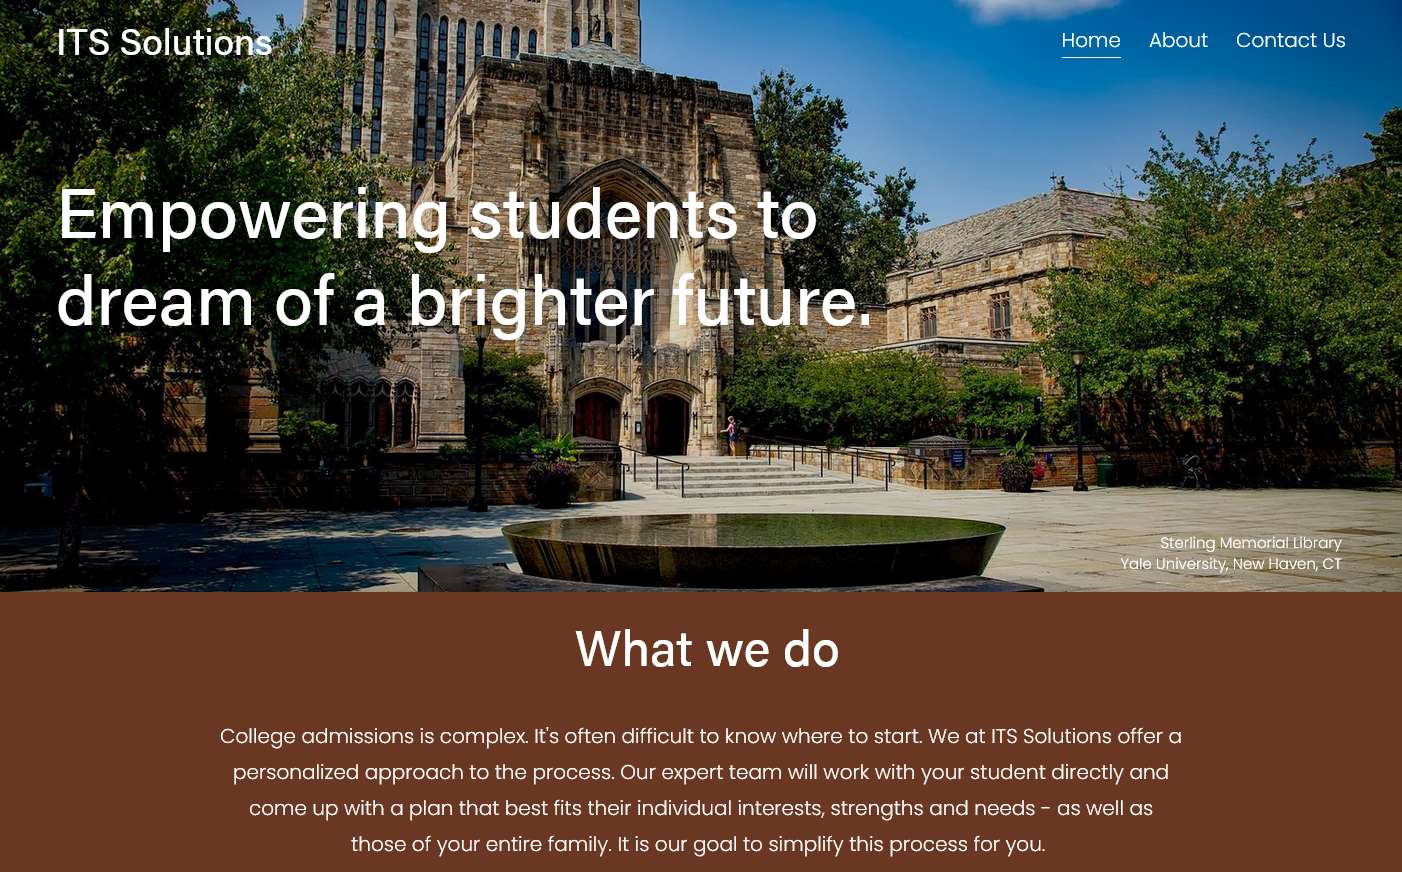 ITS Solutions
Home About Contact Us
Empowering students to
dream of a brighter future.
Sterling Memorial Library
Yale University, New Haven, CT
What we do
College admissions is complex. It's often difficult to know where to start. We at ITS Solutions offer a
personalized approach to the process. Our expert team will work with your student directly and
come up with a plan that best fits their individual interests, strengths and needs - as well as
those of your entire family. It is our goal to simplify this process for you.